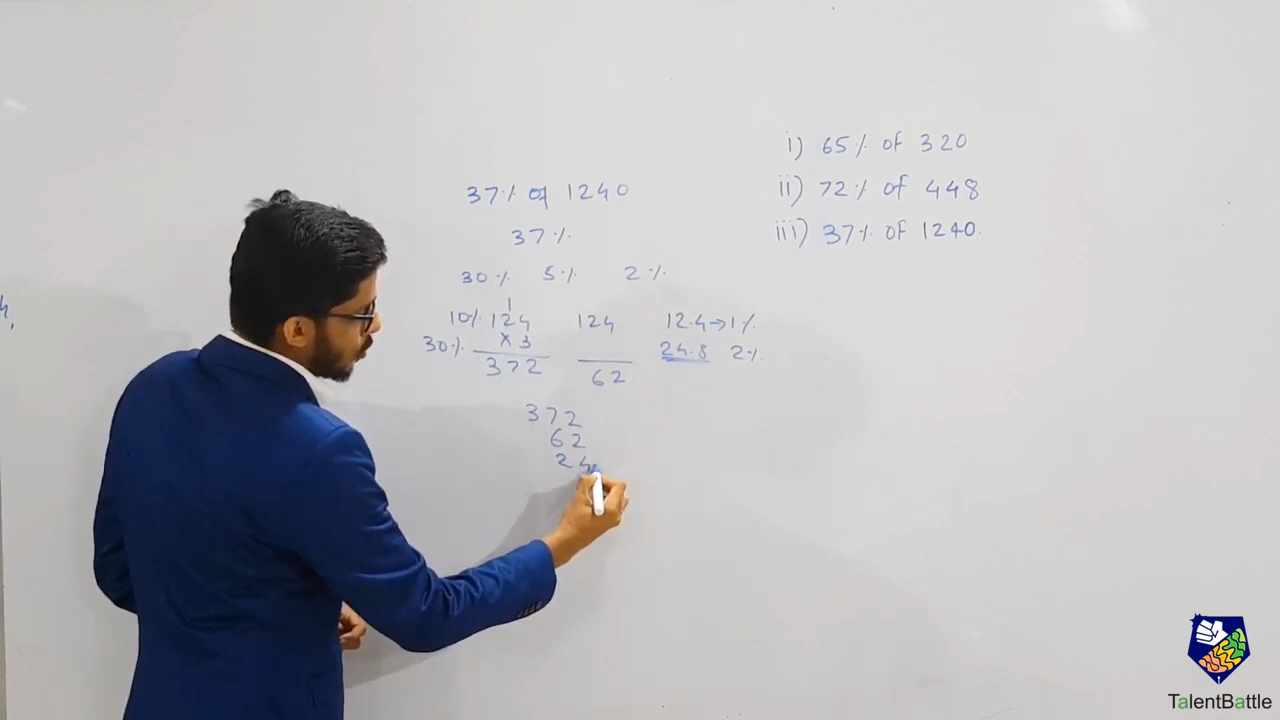 i) 65% of 320
ii) 72% of 448
iii) 37% of 1240.
37% of 1240
37%
30% 5% 2%
1
10% 124 124 12.4→1%
30% x 3 24.8 2%
372 62
372
62
24
TalentBattle